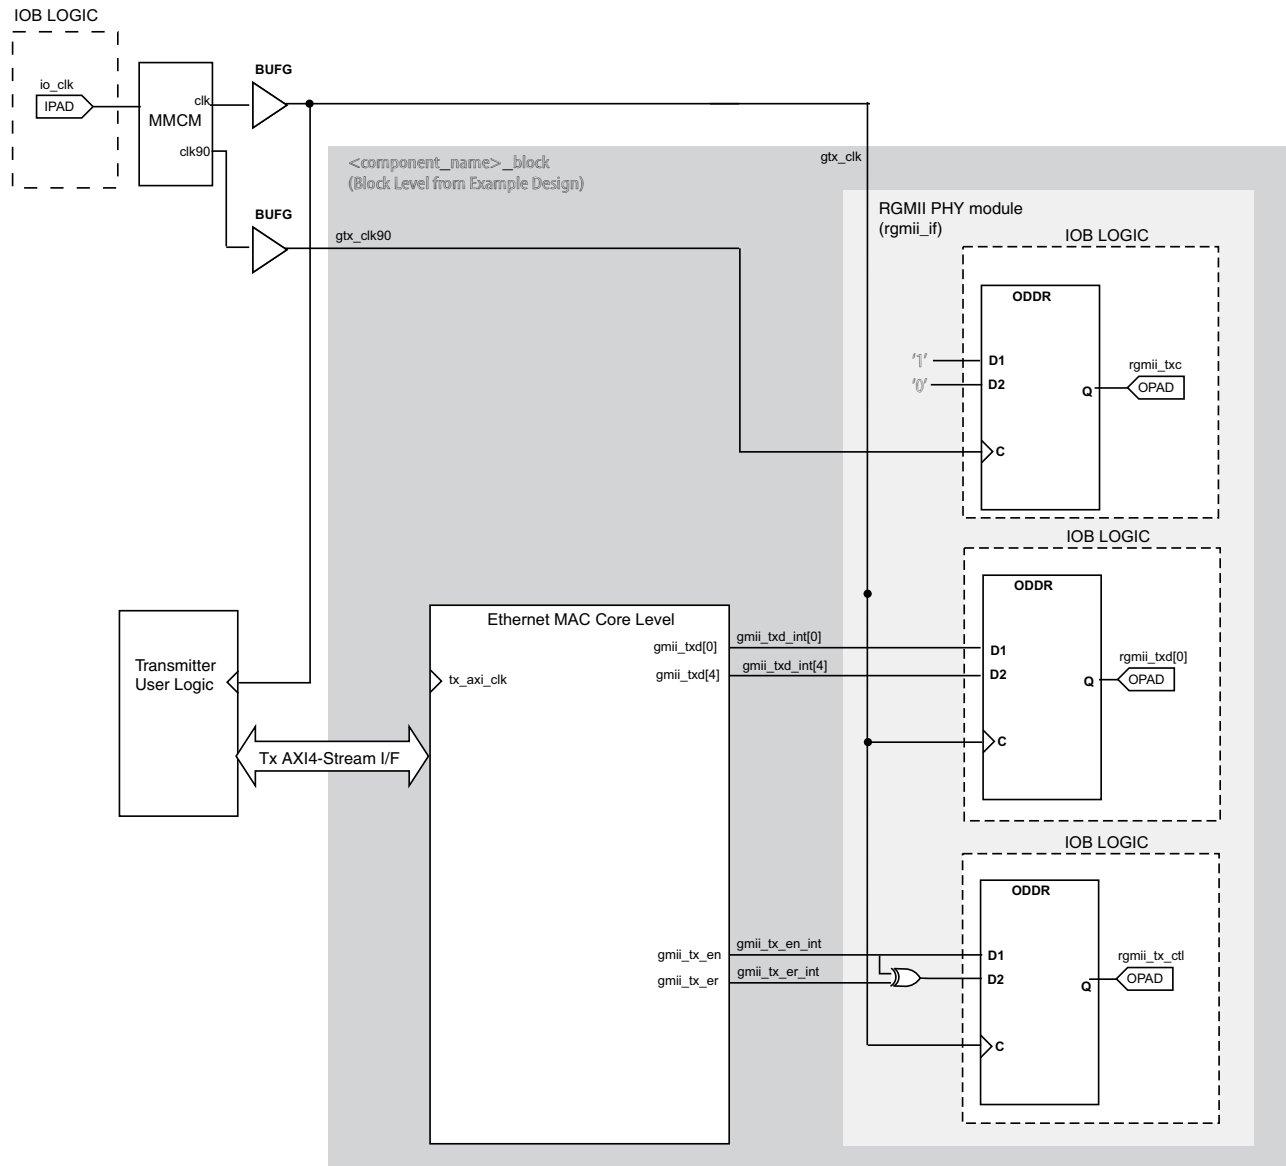 IOB LOGIC
io_clk
IPAD
MMCM
clk
clk90
BUFG
BUFG
<component_name>_block
(Block Level from Example Design)
gtx_clk
gtx_clk90
RGMII PHY module
(rgmii_if)
IOB LOGIC
ODDR
'1'
D1
'0'
D2
Q
rgmii_txc
OPAD
C
IOB LOGIC
ODDR
D1
D2
Q
rgmii_txd[0]
OPAD
C
Transmitter
User Logic
Tx AXI4-Stream I/F
Ethernet MAC Core Level
gmii_txd[0]
gmii_txd_int[0]
gmii_txd[4]
gmii_txd_int[4]
tx_axi_clk
gmii_tx_en
gmii_tx_en_int
gmii_tx_er
gmii_tx_er_int
IOB LOGIC
ODDR
D1
D2
Q
rgmii_tx_ctl
OPAD
C